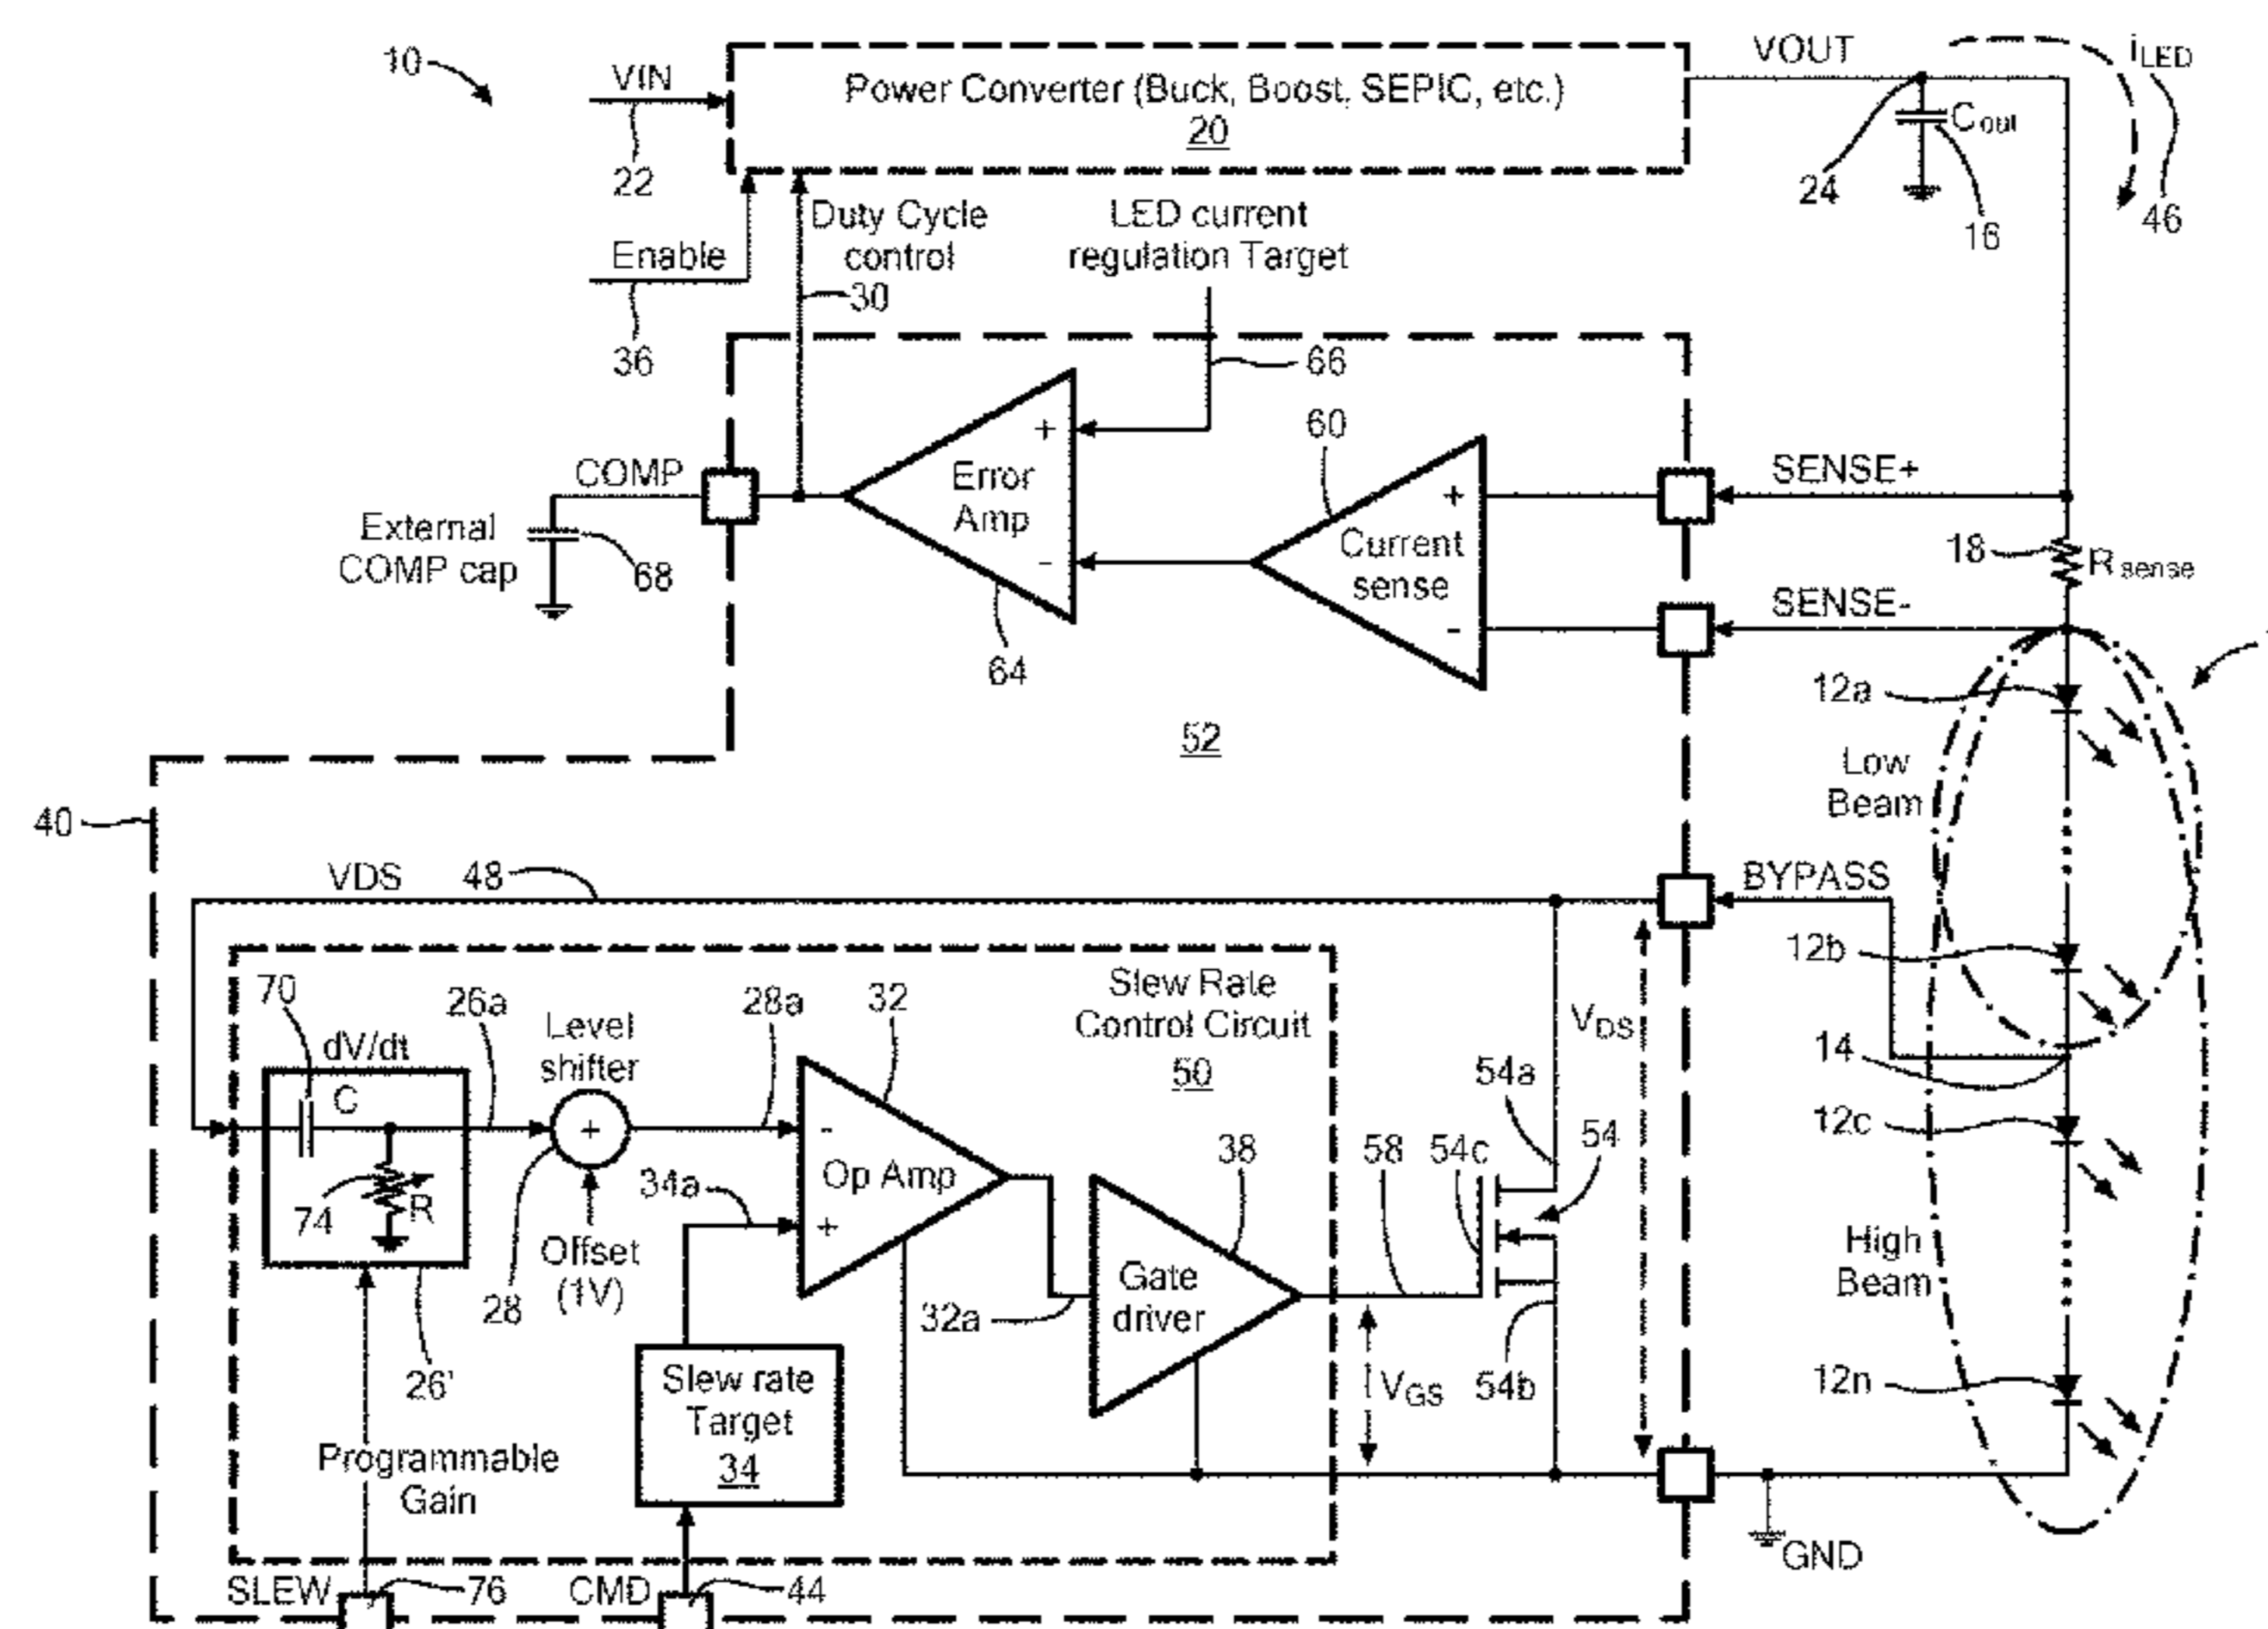 10
VIN
22
Power Converter (Buck, Boost, SEPIC, etc.)
20
VOUT
iLED
Cout
24
16
46
Enable
36
Duty Cycle
control
30
LED current
regulation Target
66
COMP
External
COMP cap
68
+
Error
Amp
-
64
60
+
Current
sense
-
SENSE+
18
Rsense
SENSE-
12a
52
Low
Beam
40
VDS
48
BYPASS
12b
14
12c
High
Beam
12n
70
dV/dt
C
74
R
26'
26a
Level
shifter
+
28
Offset
(1V)
28a
32
-
Op Amp
+
34a
32a
Slew Rate
Control Circuit
50
38
Gate
driver
58
54c
54a
54
54b
VDS
VGS
Slew rate
Target
34
Programmable
Gain
GND
SLEW
76
CMD
44